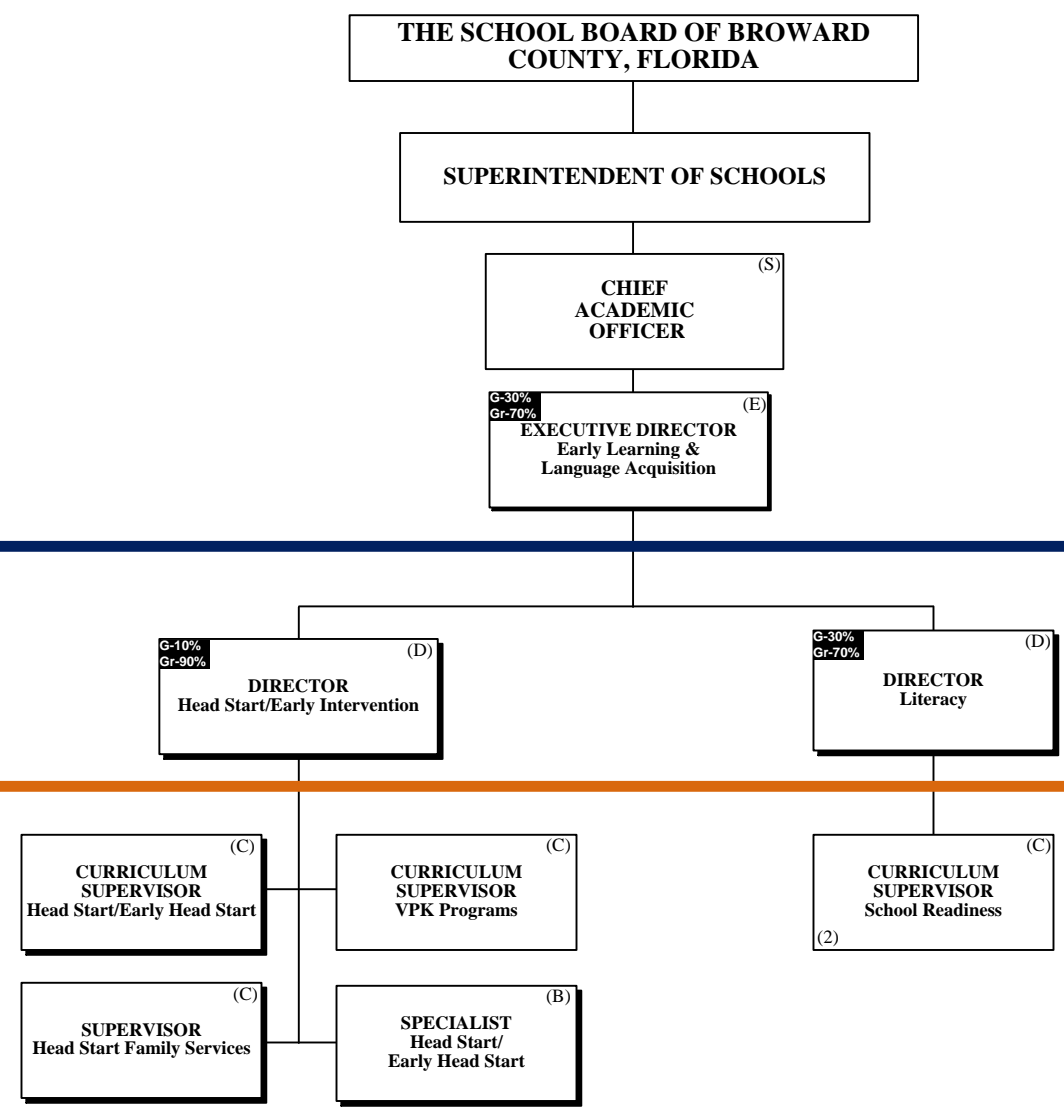 THE SCHOOL BOARD OF BROWARD
COUNTY, FLORIDA
SUPERINTENDENT OF SCHOOLS
(S)
CHIEF
ACADEMIC
OFFICER
G-30%
Gr-70%
(E)
EXECUTIVE DIRECTOR
Early Learning &
Language Acquisition
G-10%
Gr-90%
(D)
DIRECTOR
Head Start/Early Intervention
G-30%
Gr-70%
(D)
DIRECTOR
Literacy
(C)
CURRICULUM
SUPERVISOR
Head Start/Early Head Start
(C)
CURRICULUM
SUPERVISOR
VPK Programs
(C)
CURRICULUM
SUPERVISOR
School Readiness
(2)
(C)
SUPERVISOR
Head Start Family Services
(B)
SPECIALIST
Head Start/
Early Head Start